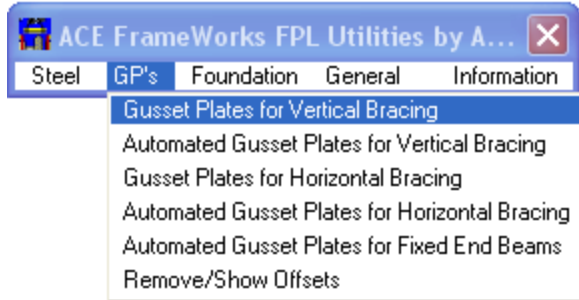 ACE FrameWorks FPL Utilities by A...
Steel GP's Foundation General Information
Gusset Plates for Vertical Bracing
Automated Gusset Plates for Vertical Bracing
Gusset Plates for Horizontal Bracing
Automated Gusset Plates for Horizontal Bracing
Automated Gusset Plates for Fixed End Beams
Remove/Show Offsets